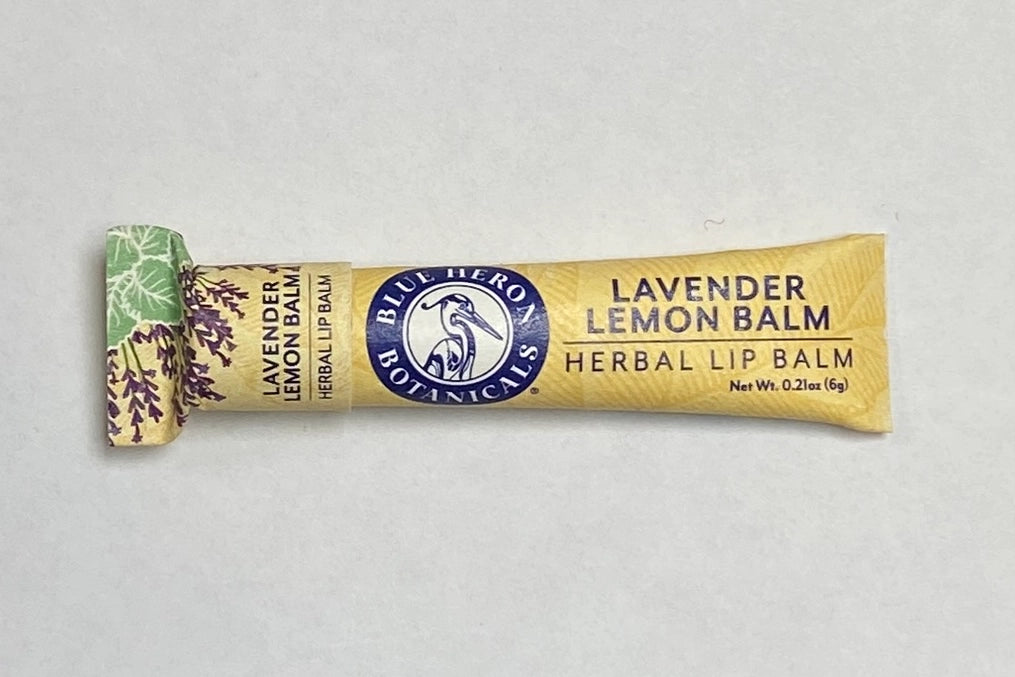 LAVENDER
LEMON BALM
HERBAL LIP BALM
BLUE HERON
BOTANICALS®
LAVENDER
LEMON BALM
HERBAL LIP BALM
Net Wt. 0.21oz (6g)